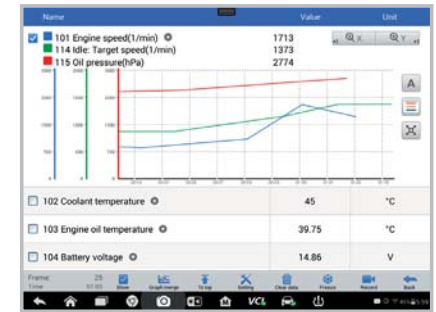 Name Value Unit
101 Engine speed(1/min) 1713
114 Idle: Target speed(1/min) 1373
115 Oil pressure(hPa) 2774
X Y
A
102 Coolant temperature 45 °C
103 Engine oil temperature 39.75 °C
104 Battery voltage 14.86 V
Frame: 25
Time
Show Graph merge To top Setting Clear data Freeze Record Back
VCI